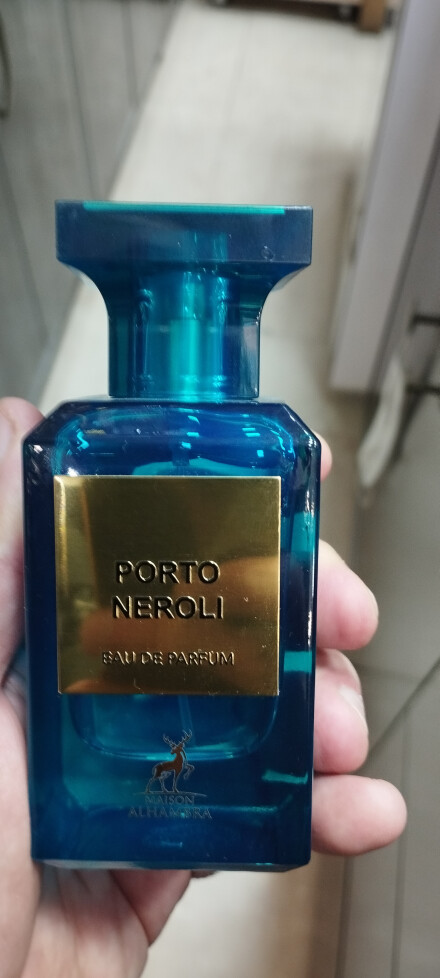 PORTO
NEROLI
EAU DE PARFUM
MAISON
ALHAMBRA